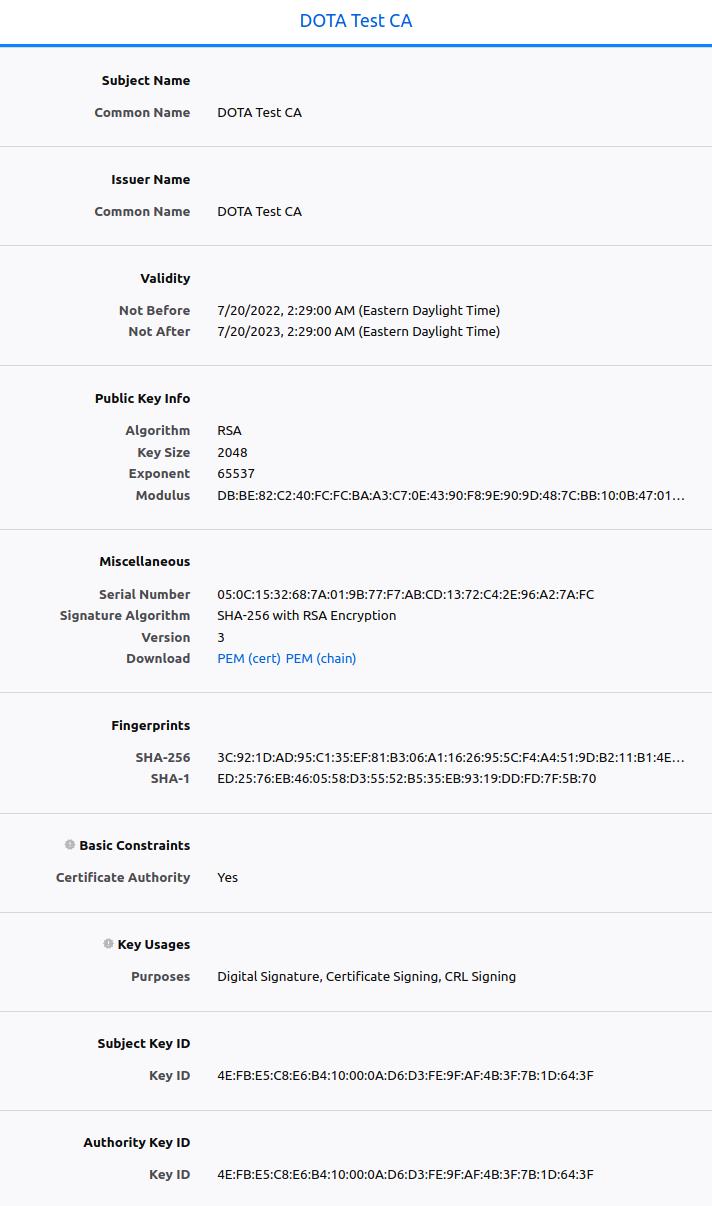 DOTA Test CA
Subject Name
Common Name DOTA Test CA
Issuer Name
Common Name DOTA Test CA
Validity
Not Before 7/20/2022, 2:29:00 AM (Eastern Daylight Time)
Not After 7/20/2023, 2:29:00 AM (Eastern Daylight Time)
Public Key Info
Algorithm RSA
Key Size 2048
Exponent 65537
Modulus DB:BE:82:C2:40:FC:FC:BA:A3:C7:0E:43:90:F8:9E:90:9D:48:7C:BB:10:0B:47:01...
Miscellaneous
Serial Number 05:0C:15:32:68:7A:01:9B:77:F7:AB:CD:13:72:C4:2E:96:A2:7A:FC
Signature Algorithm SHA-256 with RSA Encryption
Version 3
Download PEM (cert) PEM (chain)
Fingerprints
SHA-256 3C:92:1D:AD:95:C1:35:EF:81:B3:06:A1:16:26:95:5C:F4:A4:51:9D:B2:11:B1:4E...
SHA-1 ED:25:76:EB:46:05:58:D3:55:52:B5:35:EB:93:19:DD:FD:7F:5B:70
Basic Constraints
Certificate Authority Yes
Key Usages
Purposes Digital Signature, Certificate Signing, CRL Signing
Subject Key ID
Key ID 4E:FB:E5:C8:E6:B4:10:00:0A:D6:D3:FE:9F:AF:4B:3F:7B:1D:64:3F
Authority Key ID
Key ID 4E:FB:E5:C8:E6:B4:10:00:0A:D6:D3:FE:9F:AF:4B:3F:7B:1D:64:3F